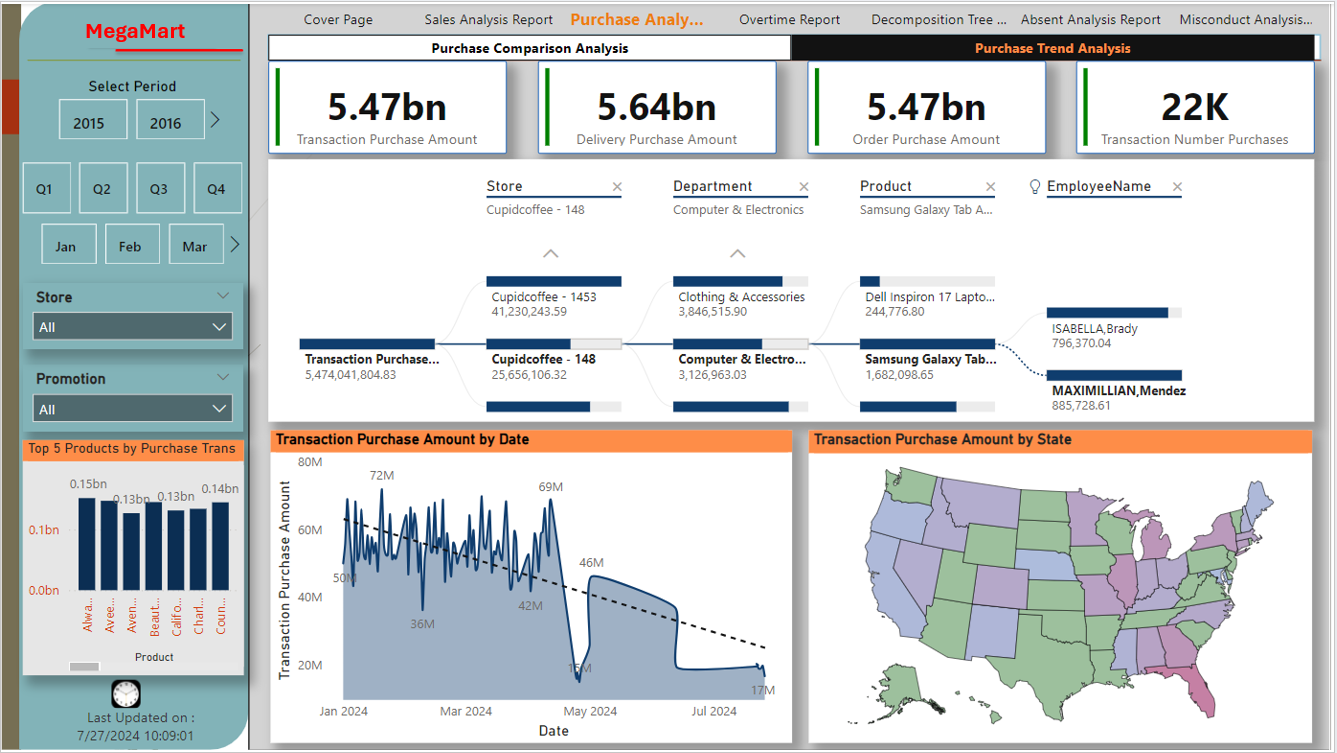 MegaMart
Cover Page
Sales Analysis Report
Purchase Analy...
Overtime Report
Decomposition Tree ...
Absent Analysis Report
Misconduct Analysis...
Purchase Comparison Analysis
Purchase Trend Analysis
Select Period
2015
2016
Q1
Q2
Q3
Q4
Jan
Feb
Mar
Store
All
Promotion
All
5.47bn
Transaction Purchase Amount
5.64bn
Delivery Purchase Amount
5.47bn
Order Purchase Amount
22K
Transaction Number Purchases
Store
Cupidcoffee - 148
Department
Computer & Electronics
Product
Samsung Galaxy Tab A...
EmployeeName
Transaction Purchase...
5,474,041,804.83
Cupidcoffee - 1453
41,230,243.59
Cupidcoffee - 148
25,656,106.32
Clothing & Accessories
3,846,515.90
Computer & Electro...
3,126,963.03
Dell Inspiron 17 Lapto...
244,776.80
Samsung Galaxy Tab...
1,682,098.65
ISABELLA,Brady
796,370.04
MAXIMILLIAN,Mendez
885,728.61
Top 5 Products by Purchase Trans
0.15bn
0.13bn
0.13bn
0.14bn
0.1bn
0.0bn
Alwa...
Avee...
Aven...
Beaut...
Califo...
Charl...
Coun...
Product
Last Updated on :
7/27/2024 10:09:01
Transaction Purchase Amount by Date
Transaction Purchase Amount
80M
60M
40M
20M
72M
69M
50M
46M
42M
36M
15M
17M
Jan 2024
Mar 2024
May 2024
Jul 2024
Date
Transaction Purchase Amount by State